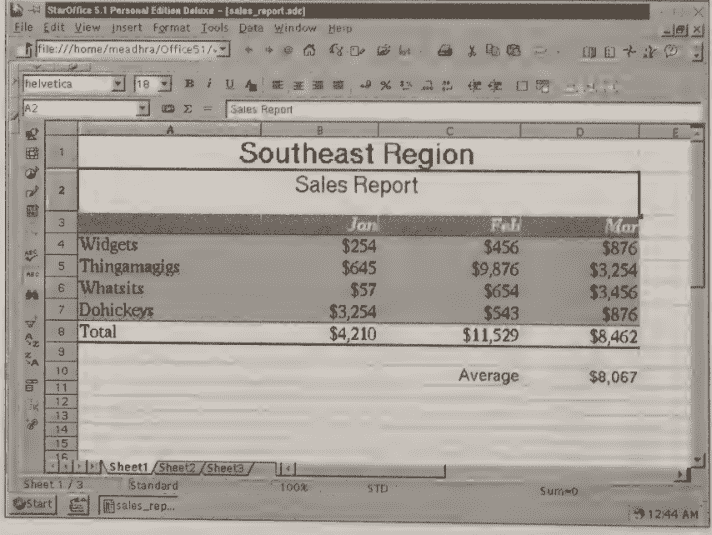 StarOffice 5.1 Personal Edition Deluxe - [sales_report.sdc]
File Edit View Insert Format Tools Data Window Help
file:///home/meadhra/Office51/
helvetica 18 B i U A
A2 Σ = Sales Report
A B C D E
1 Southeast Region
2 Sales Report
3 Jan Feb Mar
4 Widgets $254 $456 $876
5 Thingamagigs $645 $9,876 $3,254
6 Whatsits $57 $654 $3,456
7 Dohickeys $3,254 $543 $876
8 Total $4,210 $11,529 $8,462
9
10 Average $8,067
11
12
13
14
15
16
Sheet1 Sheet2 Sheet3
Sheet 1 / 3 Standard 100% STD Sum=0
Start sales_rep... 12:44 AM